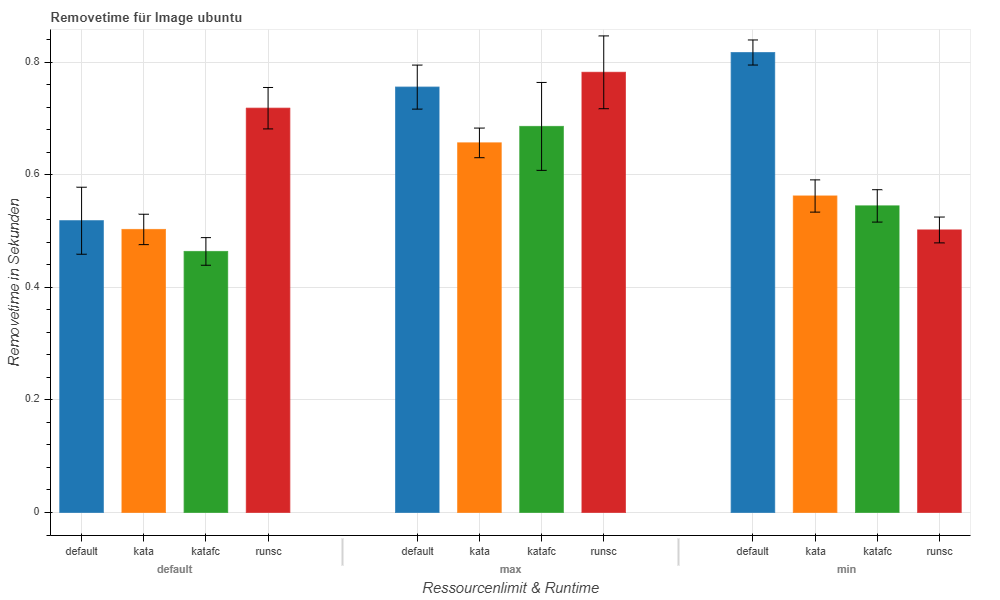 Removetime für Image ubuntu
0.8
0.6
0.4
0.2
0
Removetime in Sekunden
default kata katafc runsc default kata katafc runsc default kata katafc runsc
default max min
Ressourcenlimit & Runtime